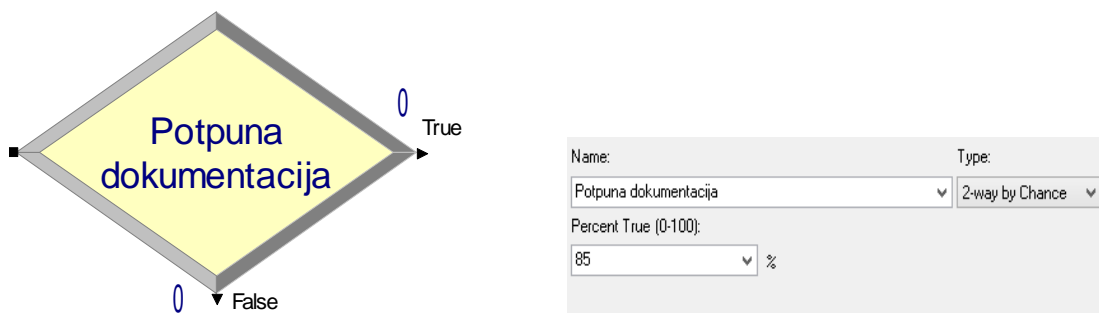 Potpuna
dokumentacija
0
True
0
False
Name:
Type:
Potpuna dokumentacija
2-way by Chance
Percent True (0-100):
85
%